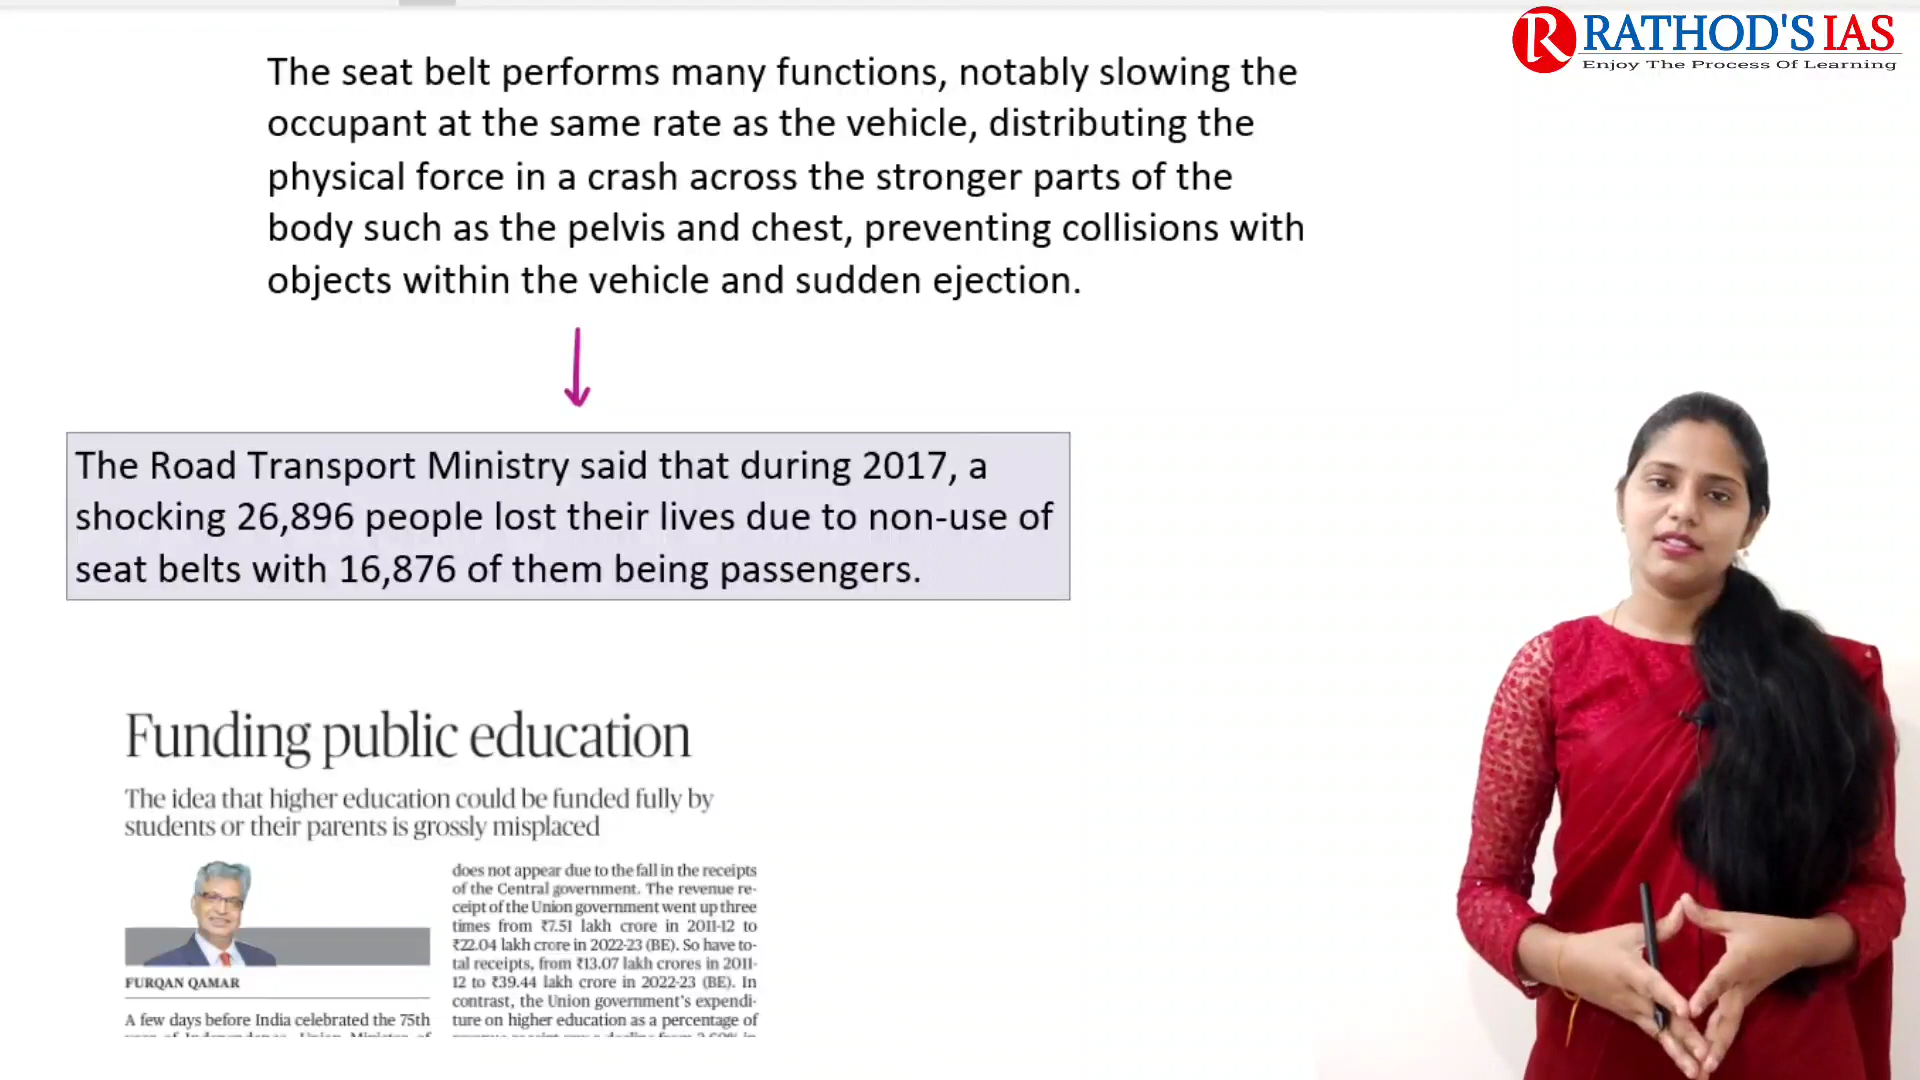 RATHOD'S IAS
Enjoy The Process Of Learning
The seat belt performs many functions, notably slowing the
occupant at the same rate as the vehicle, distributing the
physical force in a crash across the stronger parts of the
body such as the pelvis and chest, preventing collisions with
objects within the vehicle and sudden ejection.
The Road Transport Ministry said that during 2017, a
shocking 26,896 people lost their lives due to non-use of
seat belts with 16,876 of them being passengers.
Funding public education
The idea that higher education could be funded fully by
students or their parents is grossly misplaced
FURQAN QAMAR
A few days before India celebrated the 75th
does not appear due to the fall in the receipts
of the Central government. The revenue re-
ceipt of the Union government went up three
times from ₹7.51 lakh crore in 2011-12 to
₹22.04 lakh crore in 2022-23 (BE). So have to-
tal receipts, from ₹13.07 lakh crores in 2011-
12 to ₹39.44 lakh crore in 2022-23 (BE). In
contrast, the Union government's expendi-
ture on higher education as a percentage of